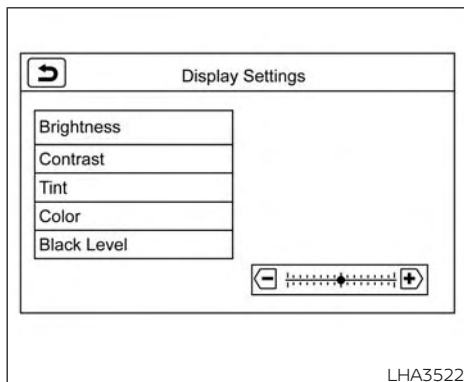 Display Settings
Brightness
Contrast
Tint
Color
Black Level
LHA3522